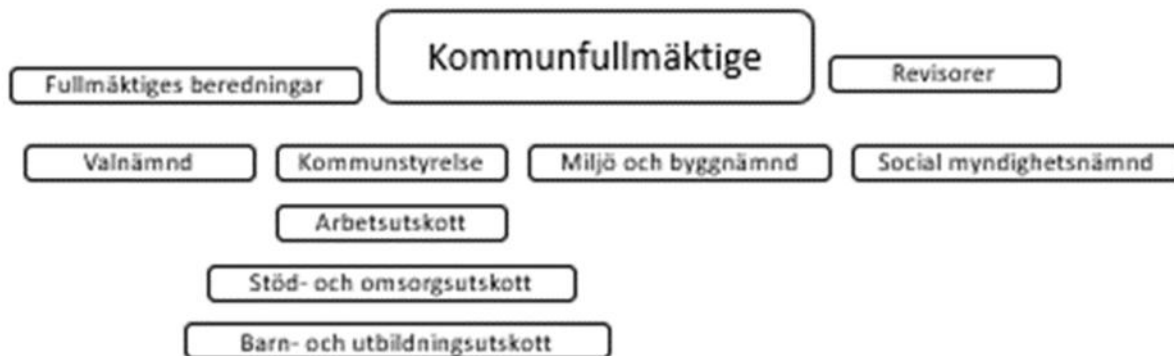 Kommunfullmäktige
Fullmäktiges beredningar
Revisorer
Valnämnd
Kommunstyrelse
Miljö och byggnämnd
Social myndighetsnämnd
Arbetsutskott
Stöd- och omsorgsutskott
Barn- och utbildningsutskott